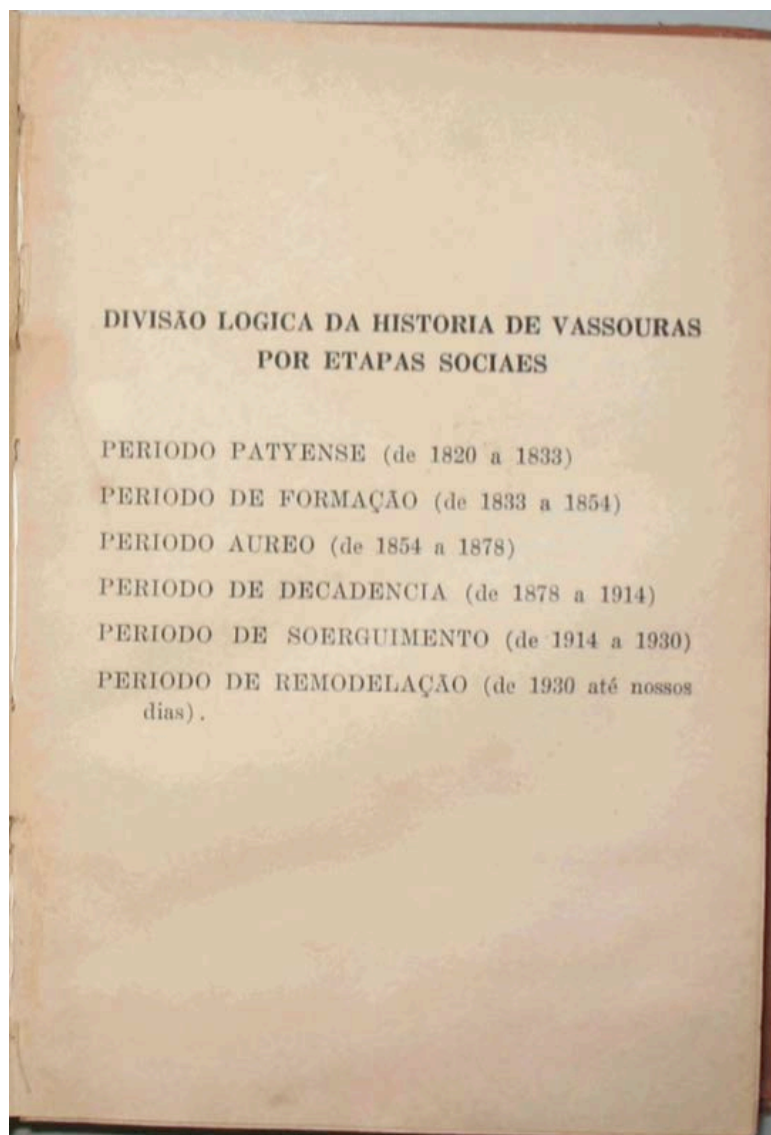 DIVISÃO LOGICA DA HISTORIA DE VASSOURAS
POR ETAPAS SOCIAES
PERIODO PATYENSE (de 1820 a 1833)
PERIODO DE FORMAÇÃO (de 1833 a 1854)
PERIODO AUREO (de 1854 a 1878)
PERIODO DE DECADENCIA (de 1878 a 1914)
PERIODO DE SOERGUIMENTO (de 1914 a 1930)
PERIODO DE REMODELAÇÃO (de 1930 até nossos
dias).